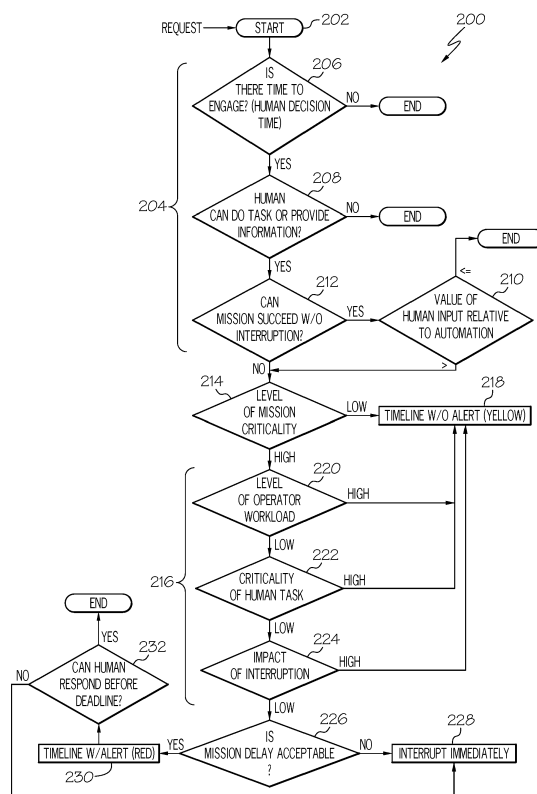 REQUEST
START
202
200
IS
THERE TIME TO
ENGAGE? (HUMAN DECISION
TIME)
206
NO
END
YES
204
HUMAN
CAN DO TASK OR PROVIDE
INFORMATION?
208
NO
END
YES
END
<=
CAN
MISSION SUCCEED W/O
INTERRUPTION?
212
YES
VALUE OF
HUMAN INPUT RELATIVE
TO AUTOMATION
210
NO
>
214
LEVEL
OF MISSION
CRITICALITY
LOW
218
TIMELINE W/O ALERT (YELLOW)
HIGH
216
LEVEL
OF OPERATOR
WORKLOAD
220
HIGH
LOW
CRITICALITY
OF HUMAN TASK
222
HIGH
LOW
IMPACT
OF INTERRUPTION
224
HIGH
LOW
END
YES
NO
CAN HUMAN
RESPOND BEFORE
DEADLINE?
232
IS
MISSION DELAY ACCEPTABLE
?
226
YES
TIMELINE W/ALERT (RED)
230
NO
228
INTERRUPT IMMEDIATELY